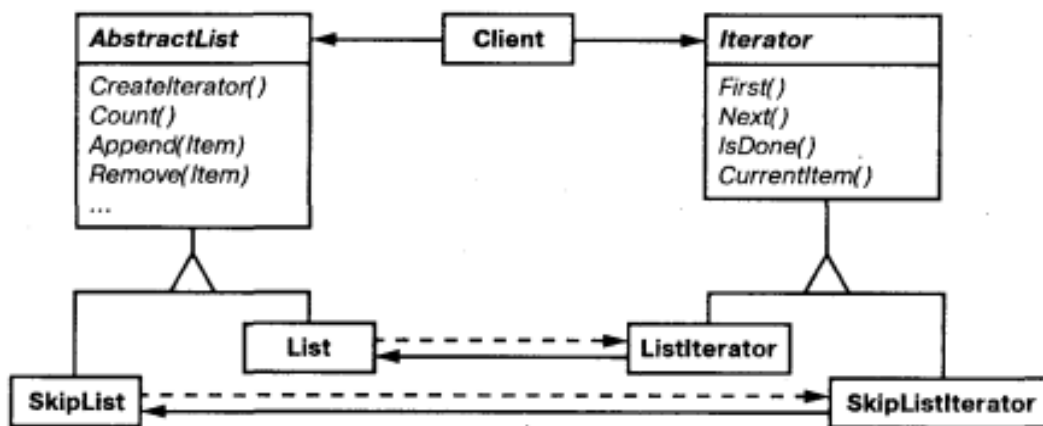 AbstractList
CreateIterator()
Count()
Append(Item)
Remove(Item)
...
Client
Iterator
First()
Next()
IsDone()
CurrentItem()
List
ListIterator
SkipList
SkipListIterator